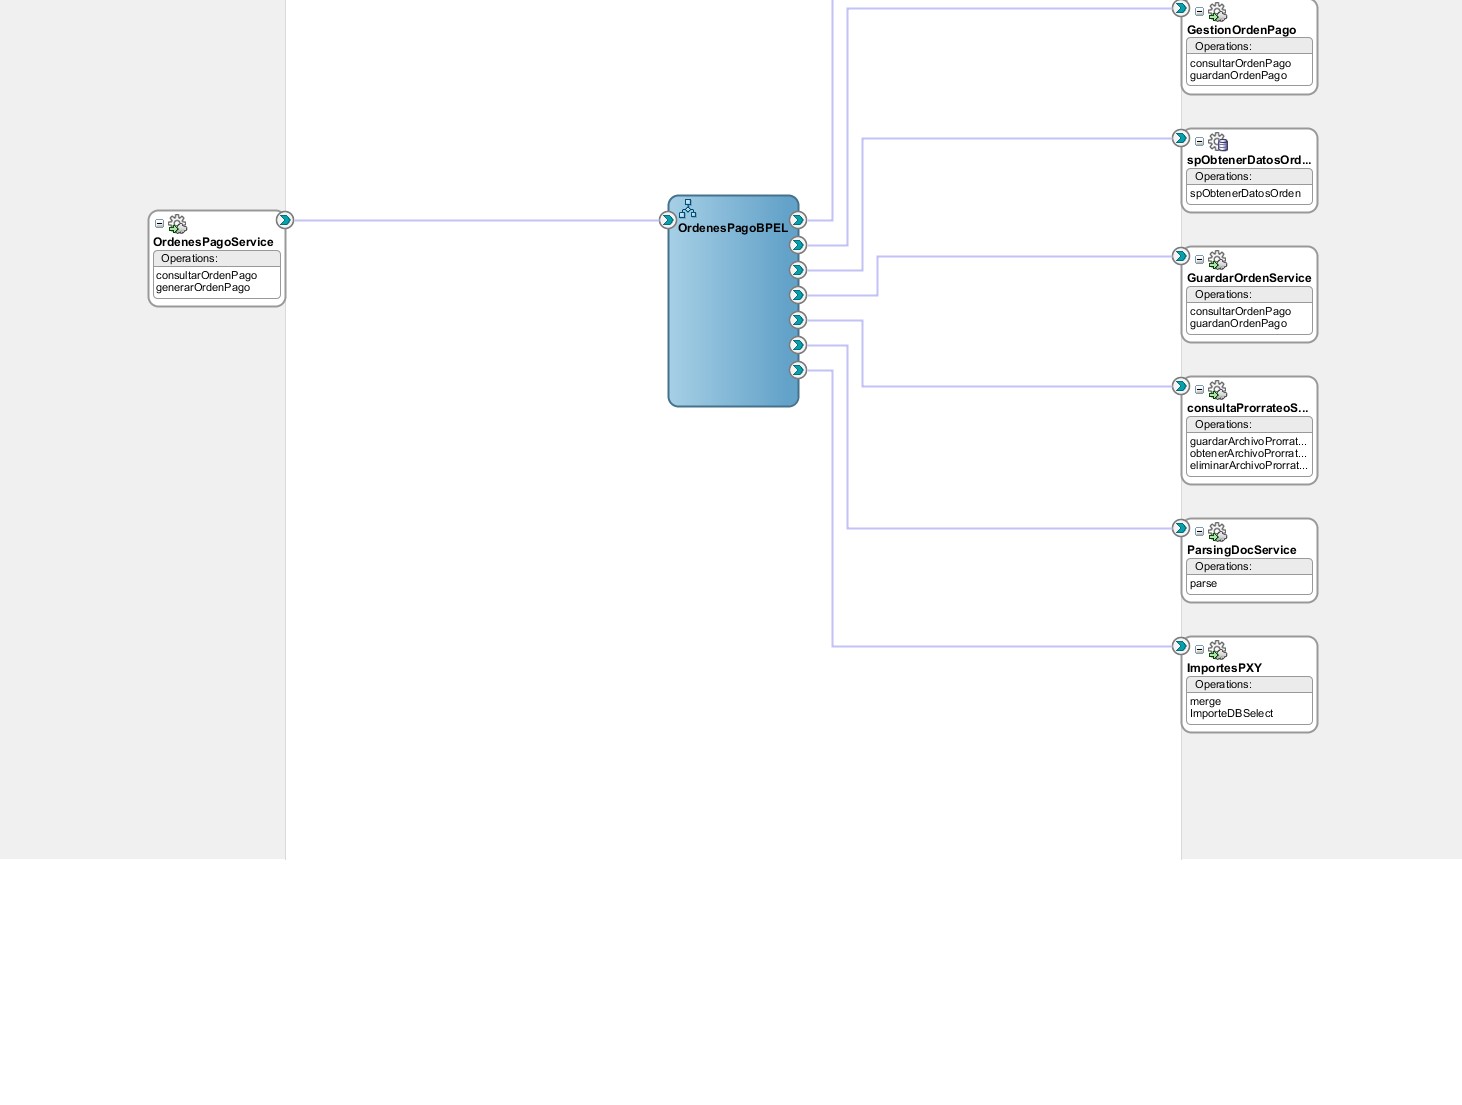 OrdenesPagoService
Operations:
consultarOrdenPago
generarOrdenPago
OrdenesPagoBPEL
GestionOrdenPago
Operations:
consultarOrdenPago
guardanOrdenPago
spObtenerDatosOrd...
Operations:
spObtenerDatosOrden
GuardarOrdenService
Operations:
consultarOrdenPago
guardanOrdenPago
consultaProrrateoS...
Operations:
guardarArchivoProrrat...
obtenerArchivoProrrat...
eliminarArchivoProrrat...
ParsingDocService
Operations:
parse
ImportesPXY
Operations:
merge
ImporteDBSelect